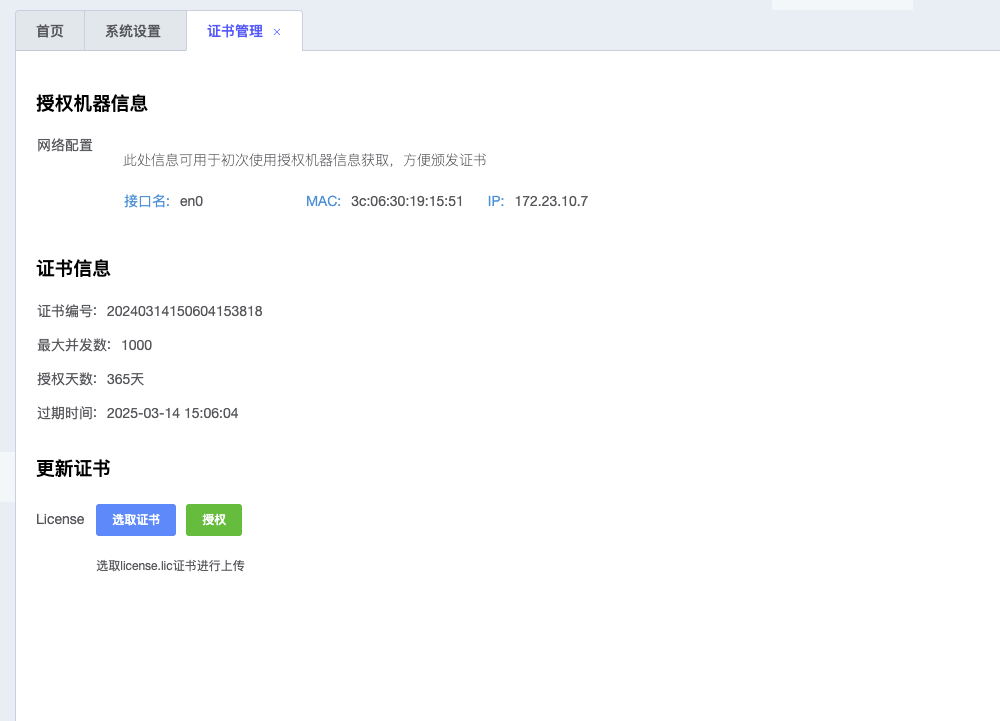 首页 系统设置 证书管理 ×
授权机器信息
网络配置
此处信息可用于初次使用授权机器信息获取，方便颁发证书
接口名: en0 MAC: 3c:06:30:19:15:51 IP: 172.23.10.7
证书信息
证书编号: 20240314150604153818
最大并发数: 1000
授权天数: 365天
过期时间: 2025-03-14 15:06:04
更新证书
License 选取证书 授权
选取license.lic证书进行上传